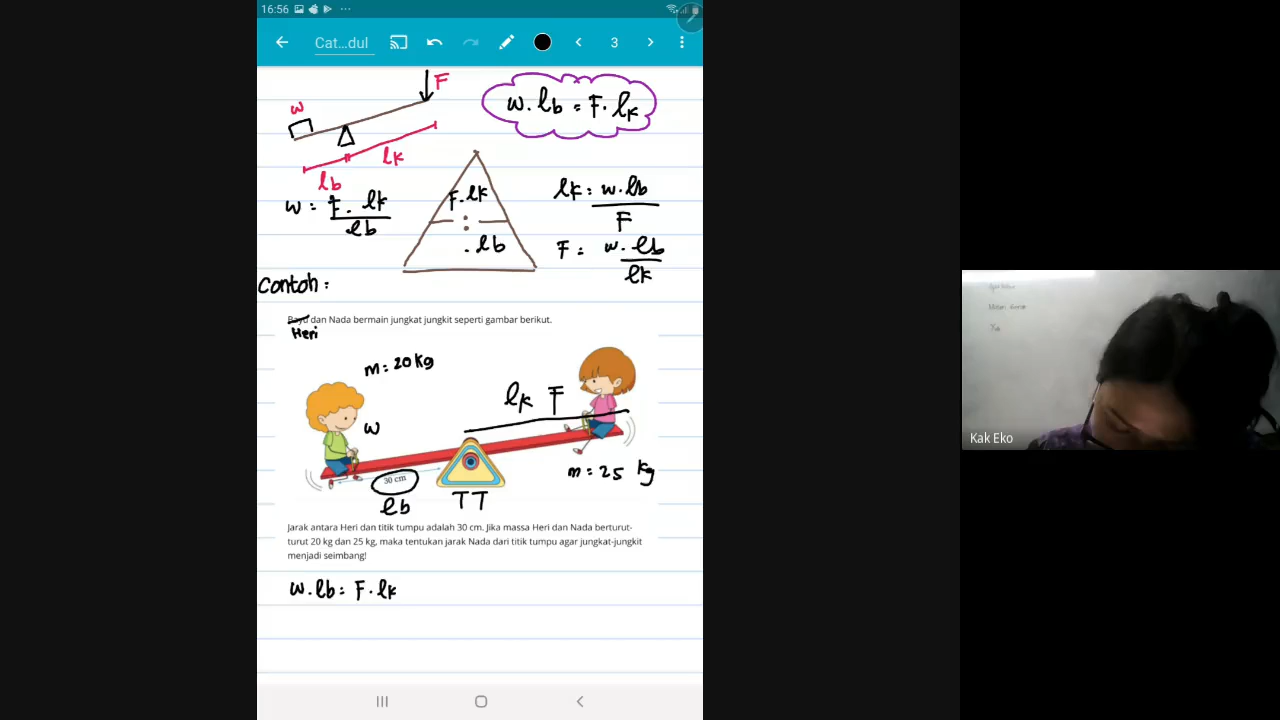 16:56
Cat...dul
3
w
F
lk
lb
w . lb = F . lk
w = F . lk
lb
F . lk
:
. lb
lk = w . lb
F
F = w . lb
lk
Contoh :
Bayu dan Nada bermain jungkat jungkit seperti gambar berikut.
Heri
m = 20 kg
lk F
w
30 cm
m = 25 kg
lb
TT
Jarak antara Heri dan titik tumpu adalah 30 cm. Jika massa Heri dan Nada berturut-
turut 20 kg dan 25 kg, maka tentukan jarak Nada dari titik tumpu agar jungkat-jungkit
menjadi seimbang!
w . lb = F . lk
Kak Eko